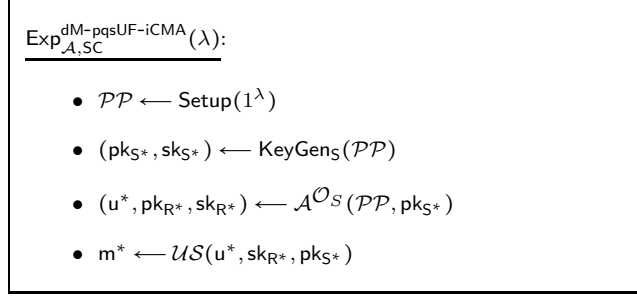 Exp^{dM-pqsUF-iCMA}_{𝒜,SC}(λ):
• 𝒫𝒫 ⟵ Setup(1^λ)
• (pk_{S*}, sk_{S*}) ⟵ KeyGen_S(𝒫𝒫)
• (u*, pk_{R*}, sk_{R*}) ⟵ 𝒜^{𝒪_S}(𝒫𝒫, pk_{S*})
• m* ⟵ 𝒰𝒮(u*, sk_{R*}, pk_{S*})